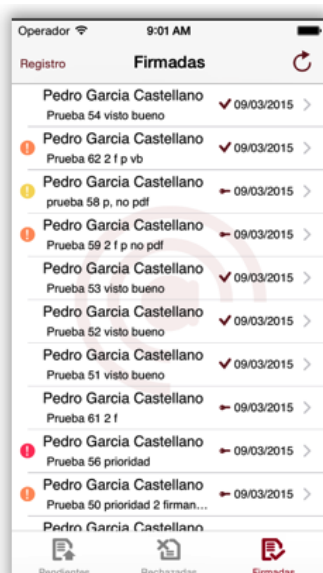 Operador 9:01 AM
Registro Firmadas
Pedro Garcia Castellano
Prueba 54 visto bueno
09/03/2015
Pedro Garcia Castellano
Prueba 62 2 f p vb
09/03/2015
Pedro Garcia Castellano
prueba 58 p, no pdf
09/03/2015
Pedro Garcia Castellano
Prueba 59 2 f p no pdf
09/03/2015
Pedro Garcia Castellano
Prueba 53 visto bueno
09/03/2015
Pedro Garcia Castellano
Prueba 52 visto bueno
09/03/2015
Pedro Garcia Castellano
Prueba 51 visto bueno
09/03/2015
Pedro Garcia Castellano
Prueba 61 2 f
09/03/2015
Pedro Garcia Castellano
Prueba 56 prioridad
09/03/2015
Pedro Garcia Castellano
Prueba 50 prioridad 2 firman...
09/03/2015
Pedro Garcia Castellano
Pendientes Rechazadas Firmadas